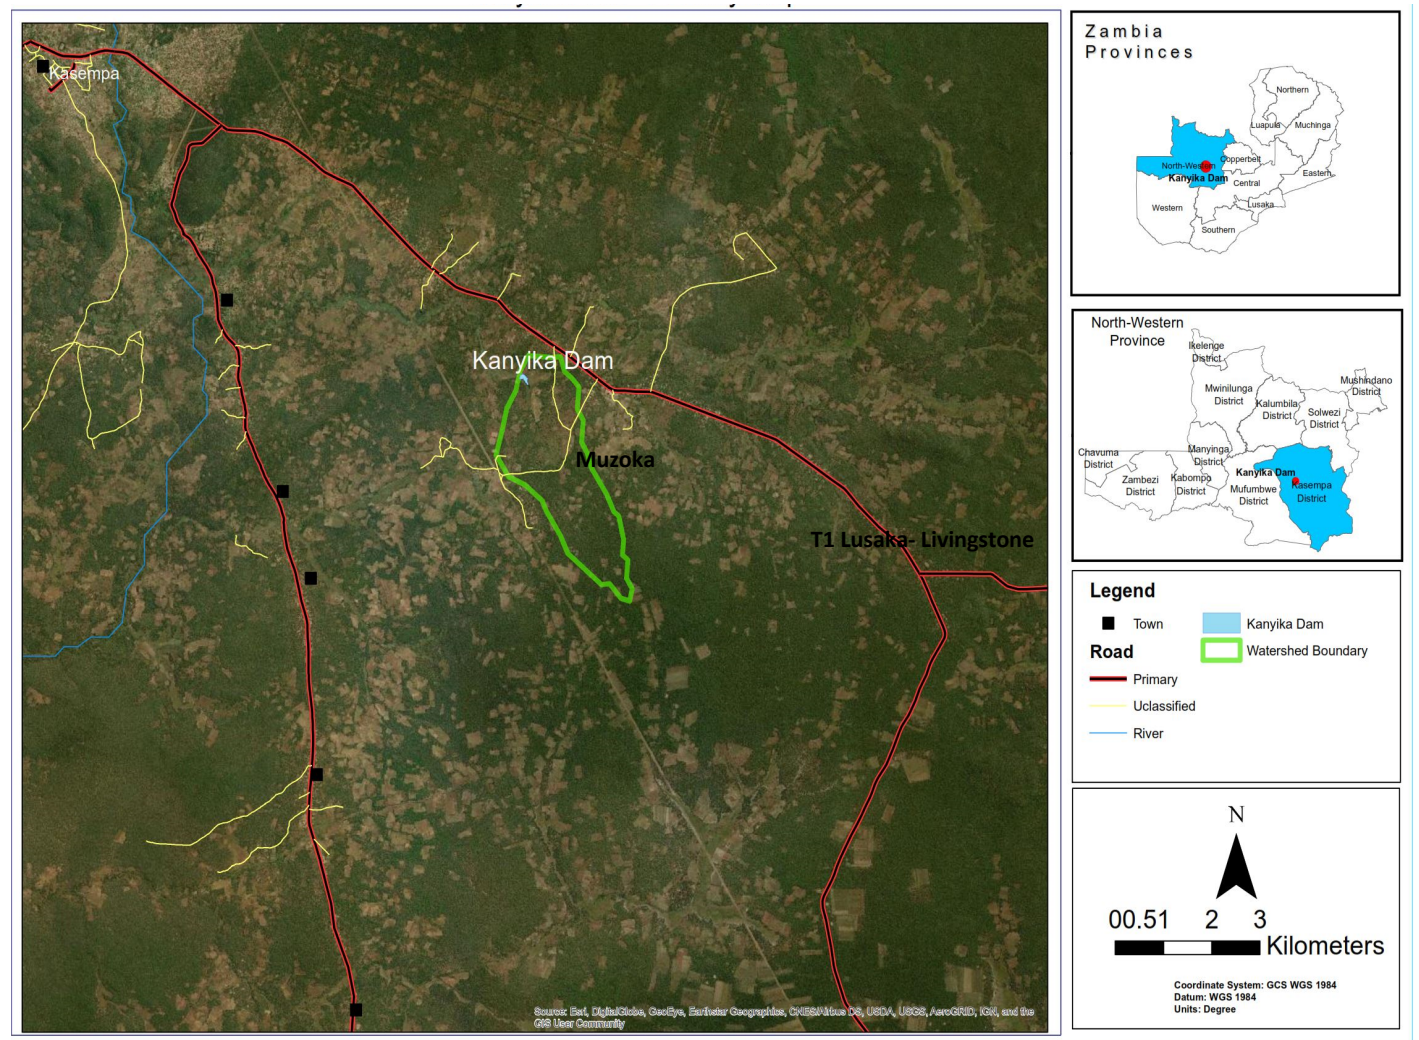 Kasempa
Kanyika Dam
Muzoka
T1 Lusaka- Livingstone
Source: Esri, DigitalGlobe, GeoEye, Earthstar Geographics, CNES/Airbus DS, USDA, USGS, AeroGRID, IGN, and the
GIS User Community
Zambia
Provinces
Northern
Luapula
Muchinga
Copperbelt
North-Western
Kanyika Dam
Central
Eastern
Western
Lusaka
Southern
North-Western
Province
Ikelenge
District
Mwinilunga
District
Kalumbila
District
Solwezi
District
Mushindano
District
Chavuma
District
Manyinga
District
Zambezi
District
Kabompo
District
Kanyika Dam
Mufumbwe
District
Kasempa
District
Legend
Town
Kanyika Dam
Road
Watershed Boundary
Primary
Uclassified
River
N
00.51 2 3
Kilometers
Coordinate System: GCS WGS 1984
Datum: WGS 1984
Units: Degree